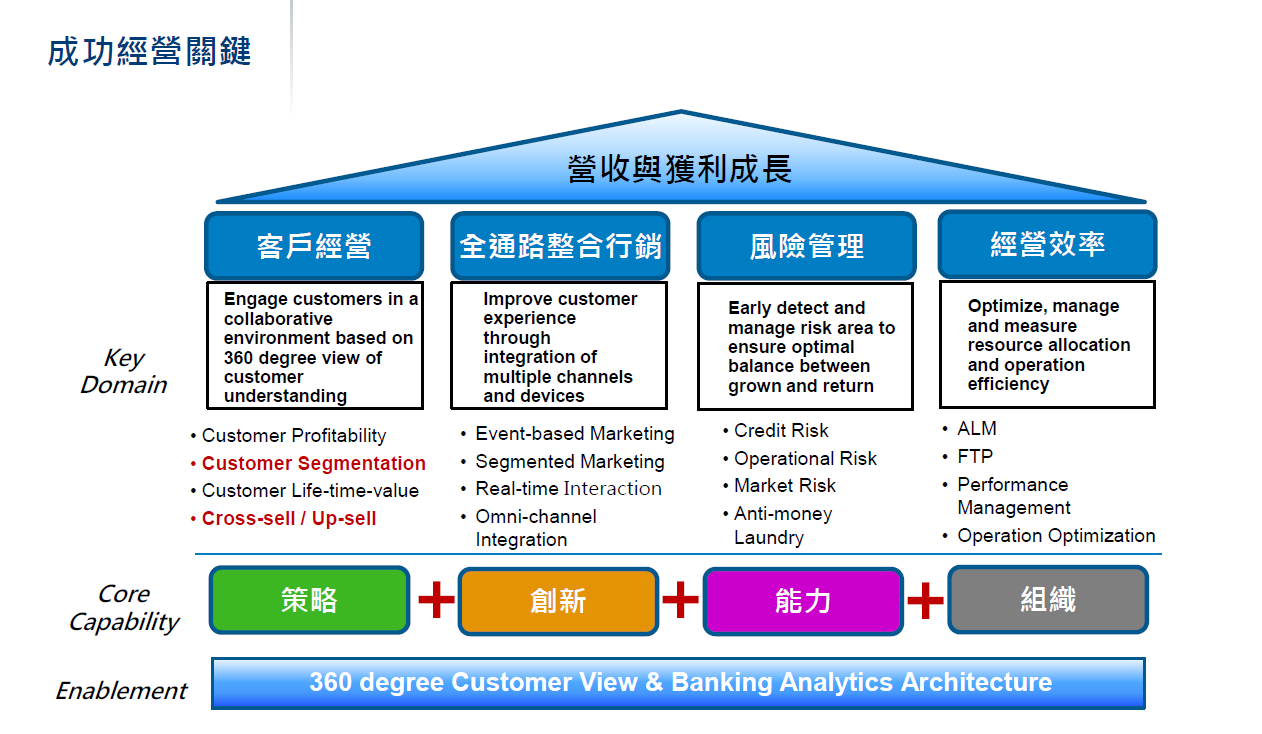 成功經營關鍵
營收與獲利成長
客戶經營
全通路整合行銷
風險管理
經營效率
Key
Domain
Engage customers in a
collaborative
environment based on
360 degree view of
customer
understanding
Improve customer
experience
through
integration of
multiple channels
and devices
Early detect and
manage risk area to
ensure optimal
balance between
grown and return
Optimize, manage
and measure
resource allocation
and operation
efficiency
• Customer Profitability
• Customer Segmentation
• Customer Life-time-value
• Cross-sell / Up-sell
• Event-based Marketing
• Segmented Marketing
• Real-time Interaction
• Omni-channel
Integration
• Credit Risk
• Operational Risk
• Market Risk
• Anti-money
Laundry
• ALM
• FTP
• Performance
Management
• Operation Optimization
Core
Capability
策略
+
創新
+
能力
+
組織
Enablement
360 degree Customer View & Banking Analytics Architecture